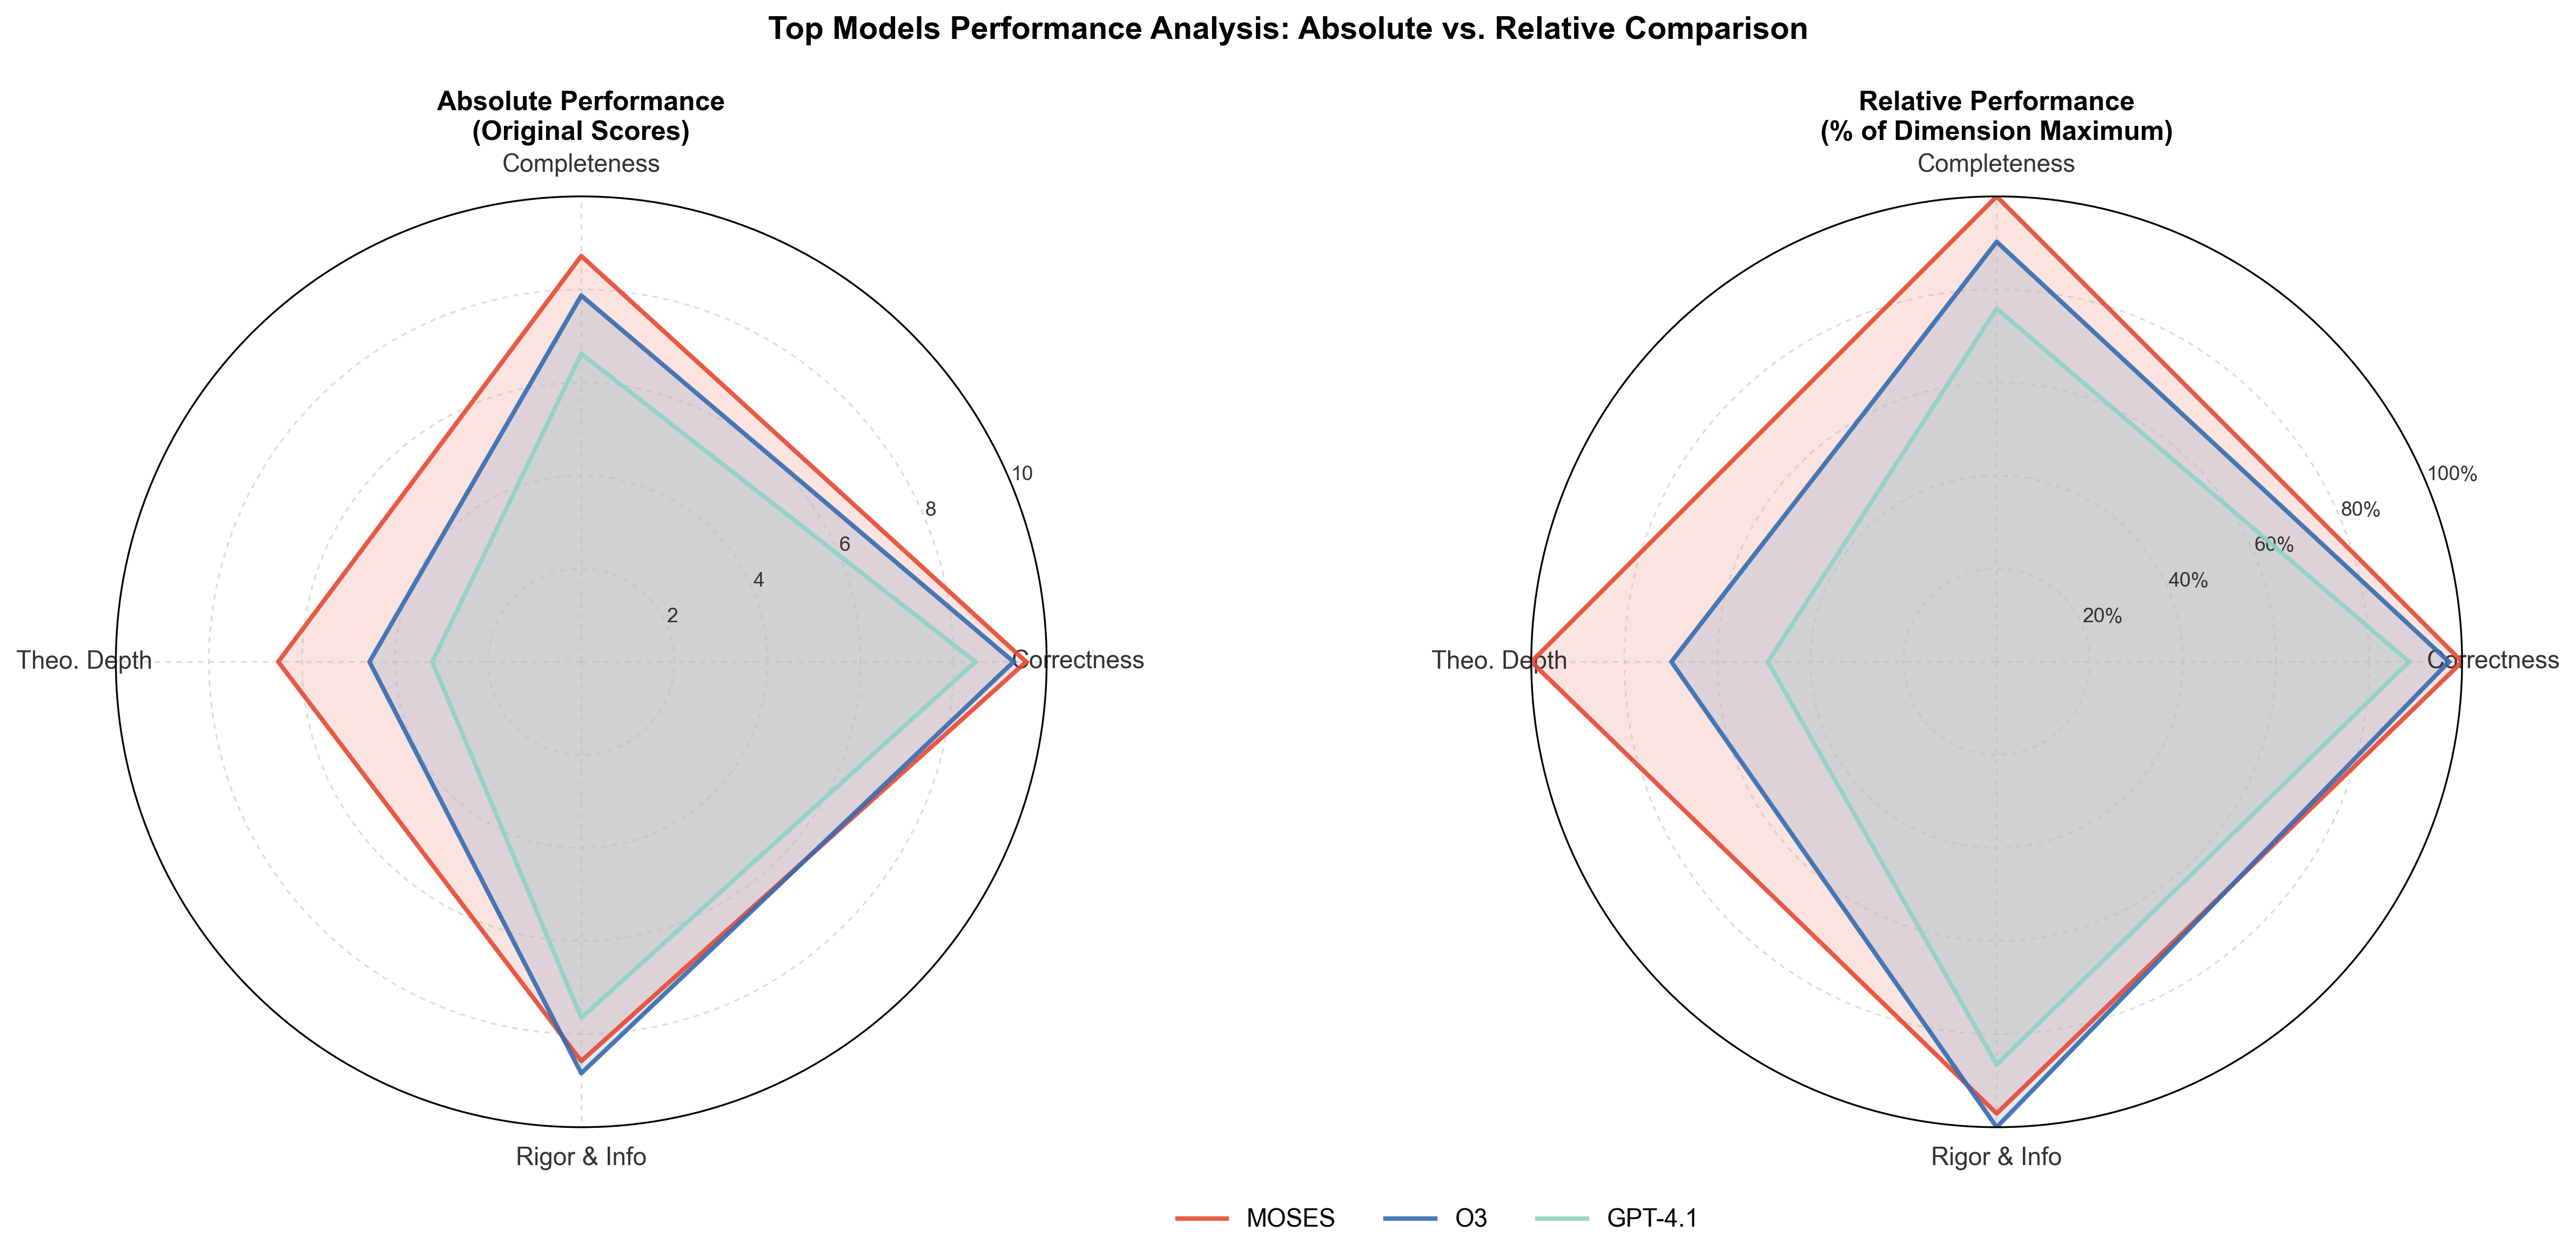 Top Models Performance Analysis: Absolute vs. Relative Comparison
Absolute Performance
(Original Scores)
Completeness
10
8
6
4
2
Theo. Depth
Correctness
Rigor & Info
Relative Performance
(% of Dimension Maximum)
Completeness
100%
80%
60%
40%
20%
Theo. Depth
Correctness
Rigor & Info
MOSES
O3
GPT-4.1